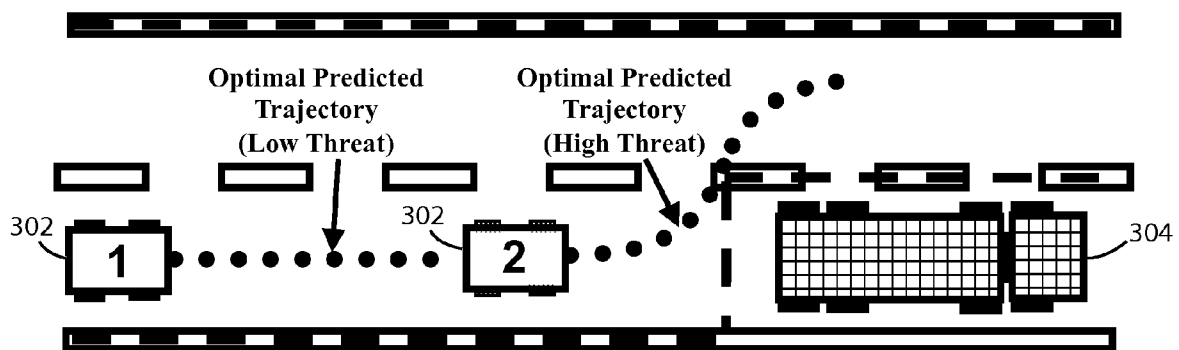 Optimal Predicted
Trajectory
(Low Threat)
Optimal Predicted
Trajectory
(High Threat)
302
1
302
2
304